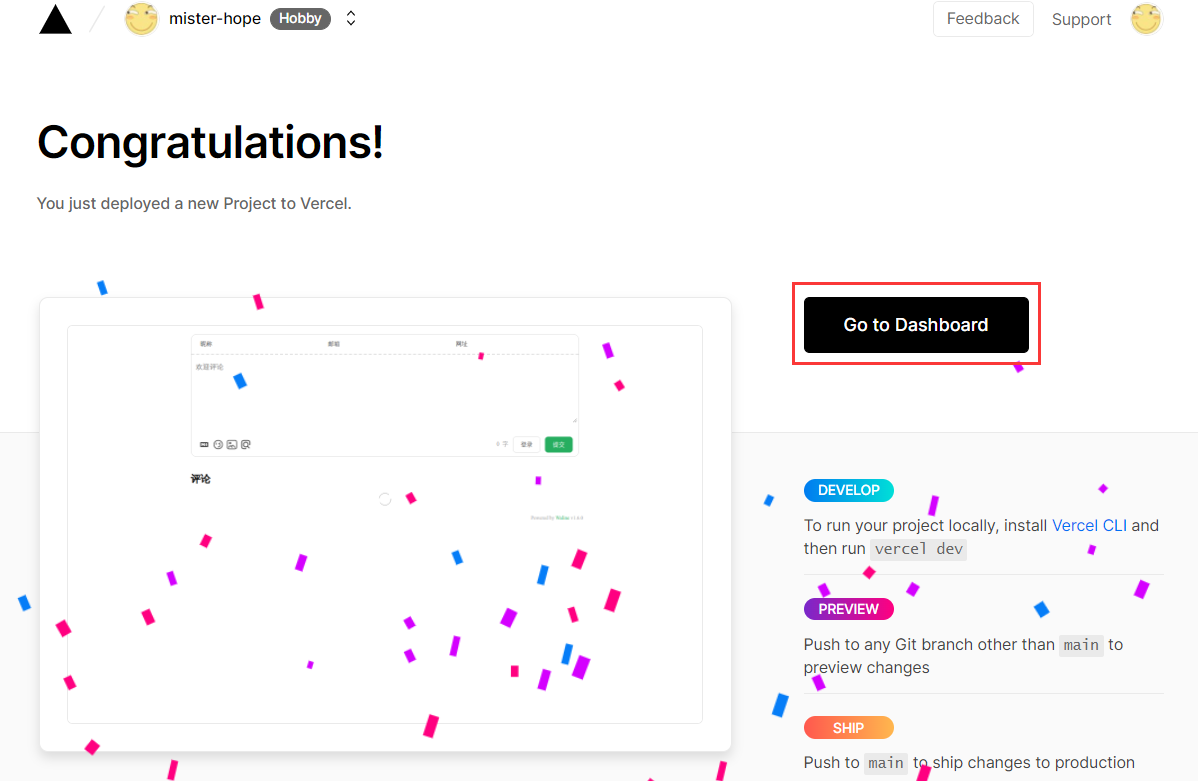 mister-hope Hobby
Feedback Support
Congratulations!
You just deployed a new Project to Vercel.
Go to Dashboard
昵称 邮箱 网址
欢迎评论
登录 提交
评论
DEVELOP
To run your project locally, install Vercel CLI and
then run vercel dev
PREVIEW
Push to any Git branch other than main to
preview changes
SHIP
Push to main to ship changes to production